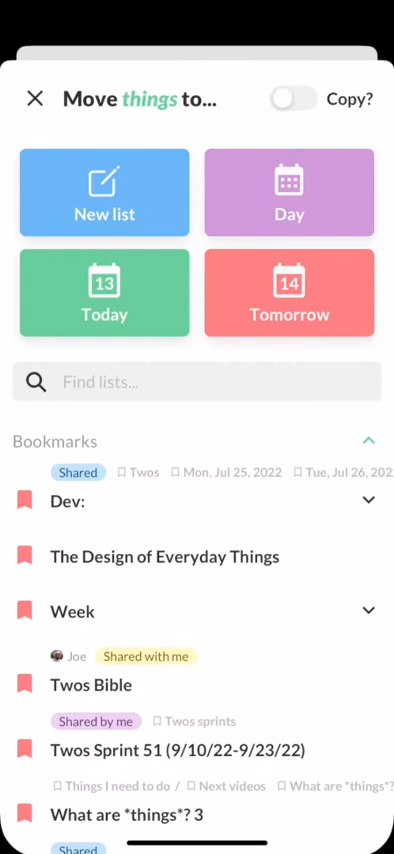 Move things to...
Copy?
New list
Day
13
Today
14
Tomorrow
Find lists...
Bookmarks
Shared Twos Mon, Jul 25, 2022 Tue, Jul 26, 202
Dev:
The Design of Everyday Things
Week
Joe Shared with me
Twos Bible
Shared by me Twos sprints
Twos Sprint 51 (9/10/22-9/23/22)
Things I need to do / Next videos What are *things*?
What are *things*? 3
Shared